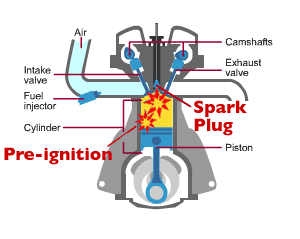 Air
Camshafts
Intake
valve
Exhaust
valve
Fuel
injector
Spark
Plug
Cylinder
Pre-ignition
Piston